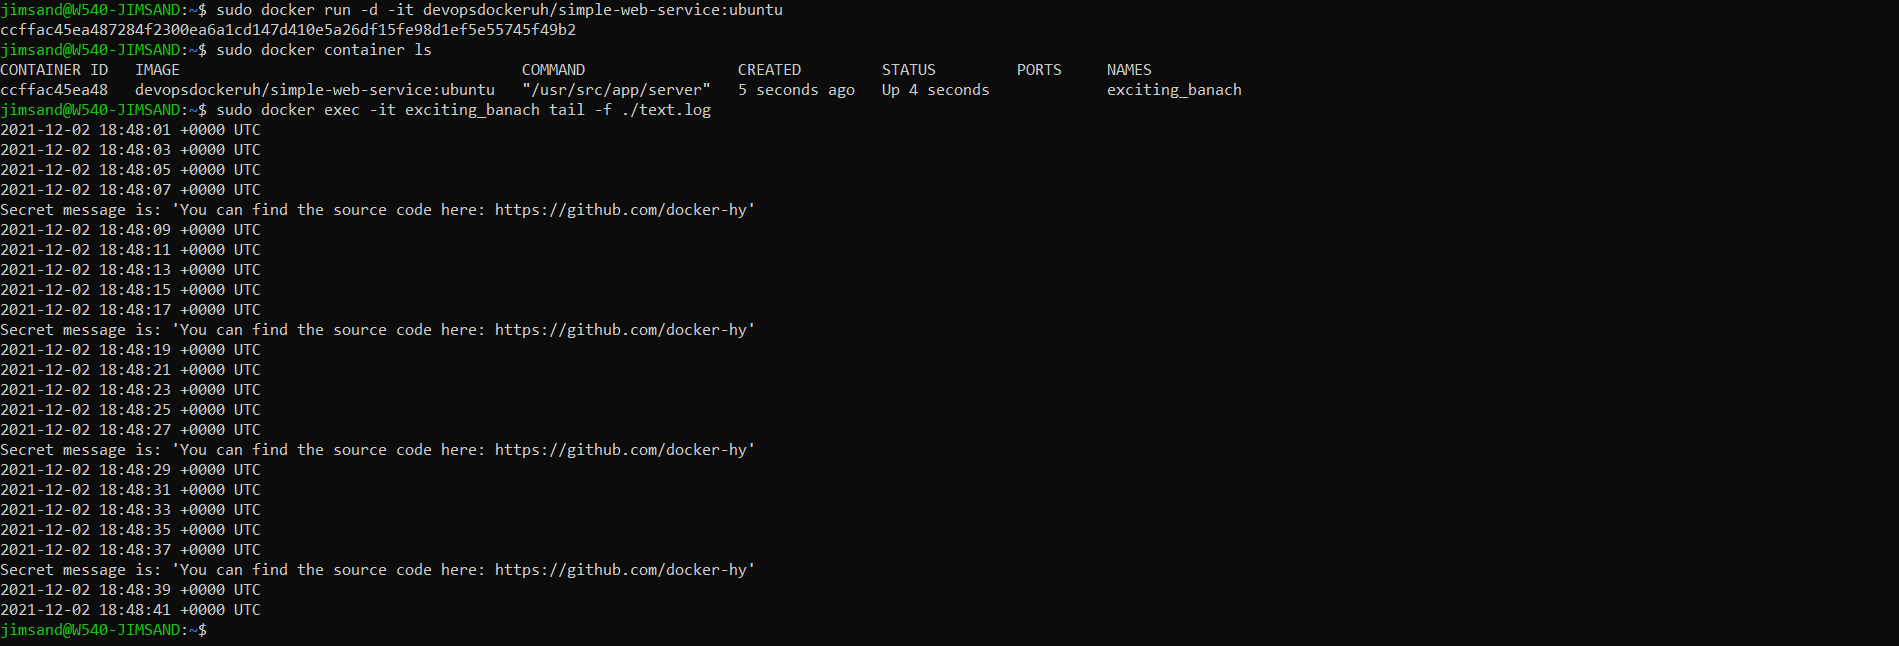 jimsand@W540-JIMSAND:~$ sudo docker run -d -it devopsdockeruh/simple-web-service:ubuntu
ccffac45ea487284f2300ea6a1cd147d410e5a26df15fe98d1ef5e55745f49b2
jimsand@W540-JIMSAND:~$ sudo docker container ls
CONTAINER ID   IMAGE                                      COMMAND                 CREATED         STATUS         PORTS     NAMES
ccffac45ea48   devopsdockeruh/simple-web-service:ubuntu   "/usr/src/app/server"   5 seconds ago   Up 4 seconds             exciting_banach
jimsand@W540-JIMSAND:~$ sudo docker exec -it exciting_banach tail -f ./text.log
2021-12-02 18:48:01 +0000 UTC
2021-12-02 18:48:03 +0000 UTC
2021-12-02 18:48:05 +0000 UTC
2021-12-02 18:48:07 +0000 UTC
Secret message is: 'You can find the source code here: https://github.com/docker-hy'
2021-12-02 18:48:09 +0000 UTC
2021-12-02 18:48:11 +0000 UTC
2021-12-02 18:48:13 +0000 UTC
2021-12-02 18:48:15 +0000 UTC
2021-12-02 18:48:17 +0000 UTC
Secret message is: 'You can find the source code here: https://github.com/docker-hy'
2021-12-02 18:48:19 +0000 UTC
2021-12-02 18:48:21 +0000 UTC
2021-12-02 18:48:23 +0000 UTC
2021-12-02 18:48:25 +0000 UTC
2021-12-02 18:48:27 +0000 UTC
Secret message is: 'You can find the source code here: https://github.com/docker-hy'
2021-12-02 18:48:29 +0000 UTC
2021-12-02 18:48:31 +0000 UTC
2021-12-02 18:48:33 +0000 UTC
2021-12-02 18:48:35 +0000 UTC
2021-12-02 18:48:37 +0000 UTC
Secret message is: 'You can find the source code here: https://github.com/docker-hy'
2021-12-02 18:48:39 +0000 UTC
2021-12-02 18:48:41 +0000 UTC
jimsand@W540-JIMSAND:~$